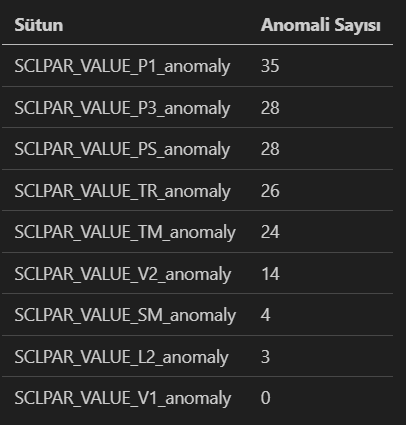 Sütun Anomali Sayısı
SCLPAR_VALUE_P1_anomaly 35
SCLPAR_VALUE_P3_anomaly 28
SCLPAR_VALUE_PS_anomaly 28
SCLPAR_VALUE_TR_anomaly 26
SCLPAR_VALUE_TM_anomaly 24
SCLPAR_VALUE_V2_anomaly 14
SCLPAR_VALUE_SM_anomaly 4
SCLPAR_VALUE_L2_anomaly 3
SCLPAR_VALUE_V1_anomaly 0